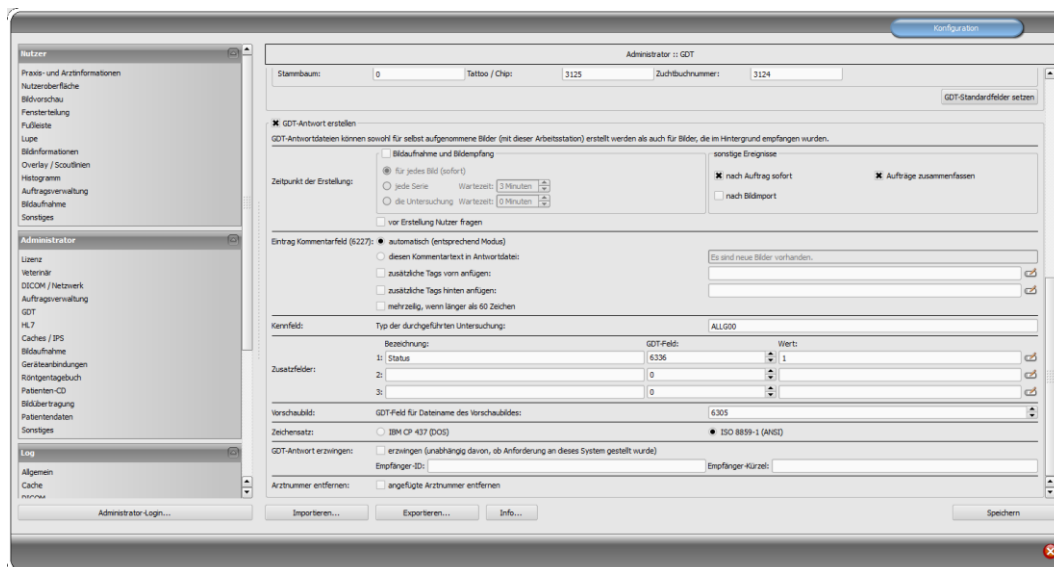 Konfiguration
Nutzer
Praxis- und Arztinformationen
Nutzeroberfläche
Bildvorschau
Fensterteilung
Fußleiste
Lupe
Bildinformationen
Overlay / Scoutlinien
Histogramm
Auftragsverwaltung
Bildaufnahme
Sonstiges
Administrator
Lizenz
Veterinär
DICOM / Netzwerk
Auftragsverwaltung
GDT
HL7
Caches / IPS
Bildaufnahme
Geräteanbindungen
Röntgentagebuch
Patienten-CD
Bildübertragung
Patientendaten
Sonstiges
Log
Allgemein
Cache
DICOM
Administrator-Login...
Administrator :: GDT
Stammbaum: 0 Tattoo / Chip: 3125 Zuchtbuchnummer: 3124
GDT-Standardfelder setzen
GDT-Antwort erstellen
GDT-Antwortdateien können sowohl für selbst aufgenommene Bilder (mit dieser Arbeitsstation) erstellt werden als auch für Bilder, die im Hintergrund empfangen wurden.
Zeitpunkt der Erstellung:
Bildaufnahme und Bildempfang
für jedes Bild (sofort)
jede Serie Wartezeit: 3 Minuten
die Untersuchung Wartezeit: 0 Minuten
sonstige Ereignisse
nach Auftrag sofort Aufträge zusammenfassen
nach Bildimport
vor Erstellung Nutzer fragen
Eintrag Kommentarfeld (6227): automatisch (entsprechend Modus)
diesen Kommentartext in Antwortdatei: Es sind neue Bilder vorhanden.
zusätzliche Tags vorn anfügen:
zusätzliche Tags hinten anfügen:
mehrzeilig, wenn länger als 60 Zeichen
Kennfeld: Typ der durchgeführten Untersuchung: ALLG00
Zusatzfelder:
Bezeichnung: GDT-Feld: Wert:
1: Status 6336 1
2: 0
3: 0
Vorschaubild: GDT-Feld für Dateiname des Vorschaubildes: 6305
Zeichensatz: IBM CP 437 (DOS) ISO 8859-1 (ANSI)
GDT-Antwort erzwingen: erzwingen (unabhängig davon, ob Anforderung an dieses System gestellt wurde)
Empfänger-ID: Empfänger-Kürzel:
Arztnummer entfernen: angefügte Arztnummer entfernen
Importieren... Exportieren... Info... Speichern